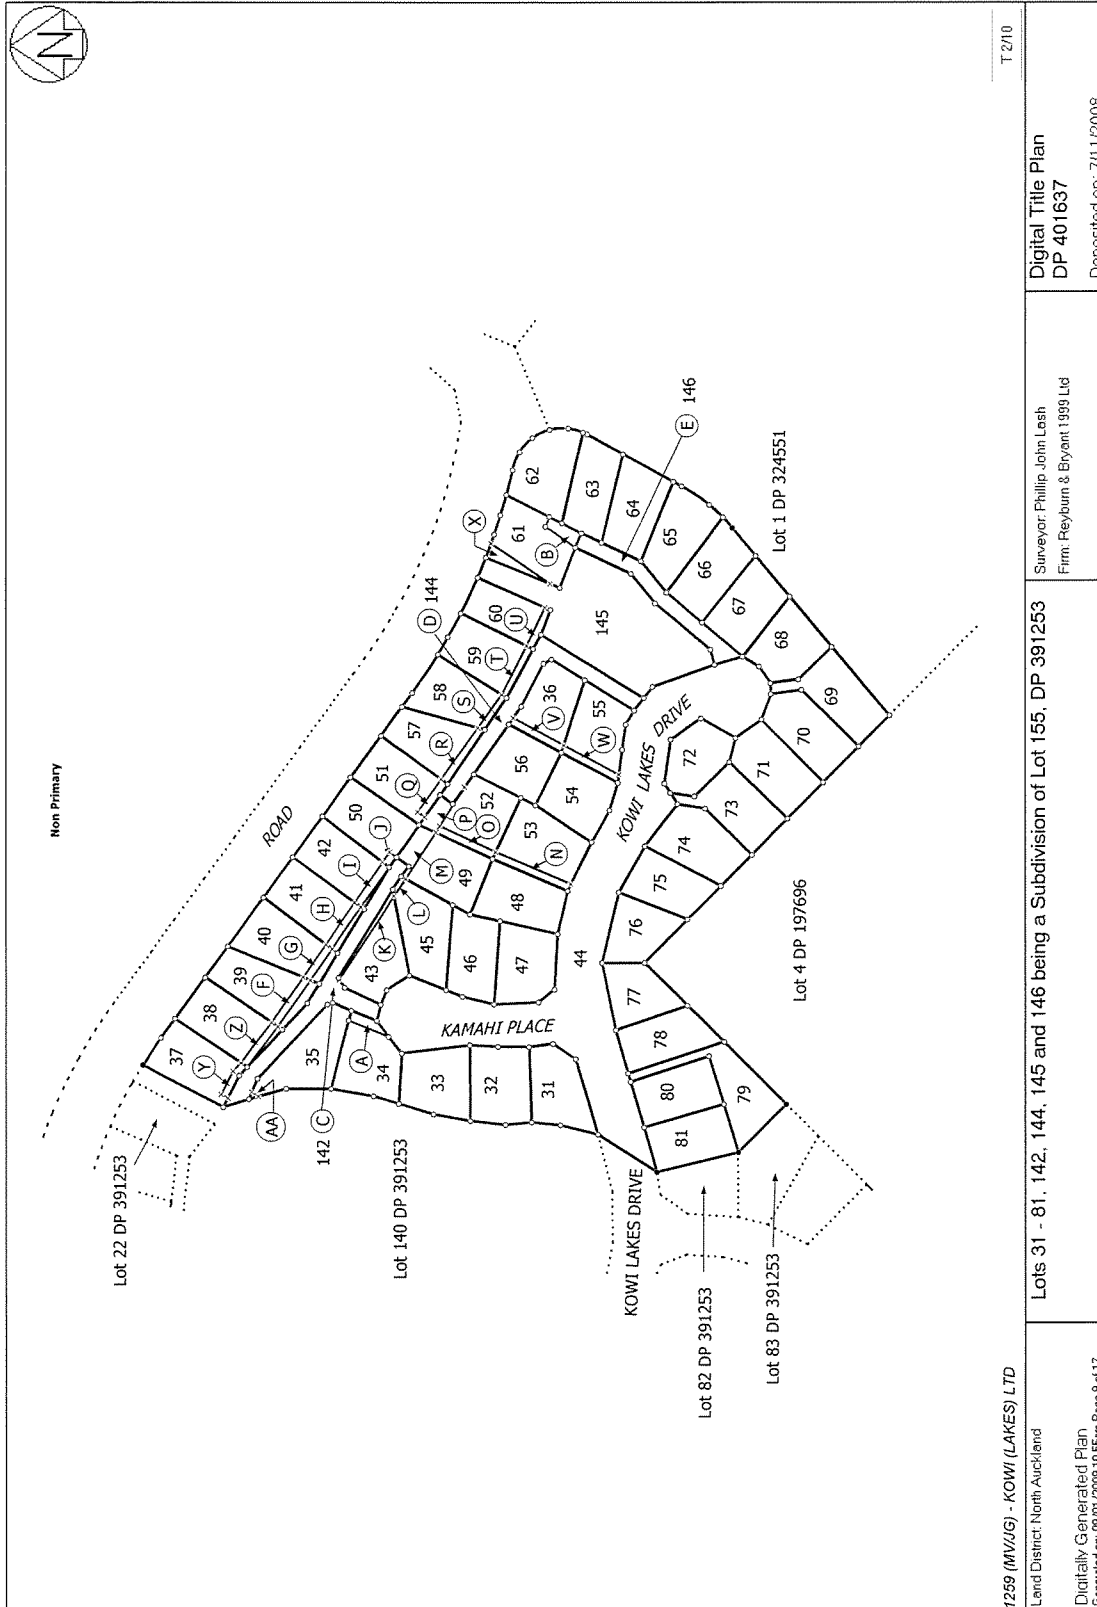 N
Non Primary
ROAD
Lot 22 DP 391253
37
38
39
40
41
42
50
51
57
58
59
60
61
62
63
64
65
66
67
68
69
70
71
72
73
74
75
76
77
78
79
80
81
Y
Z
F
G
H
I
J
Q
R
S
T
U
X
D 144
B
E 146
AA
142 C
35
A
34
33
32
31
43
K
L
M
45
46
47
48
49
P
O
N
52
53
54
56
V
36
W
55
145
44
KAMAHI PLACE
KOWI LAKES DRIVE
KOWI LAKES DRIVE
Lot 140 DP 391253
Lot 82 DP 391253
Lot 83 DP 391253
Lot 4 DP 197696
Lot 1 DP 324551
T 2/10
1259 (MV/JG) - KOWI (LAKES) LTD
Land District: North Auckland
Digitally Generated Plan
Lots 31 - 81, 142, 144, 145 and 146 being a Subdivision of Lot 155, DP 391253
Surveyor: Phillip John Lash
Firm: Reyburn & Bryant 1999 Ltd
Digital Title Plan
DP 401637
Deposited on: 7/11/2008